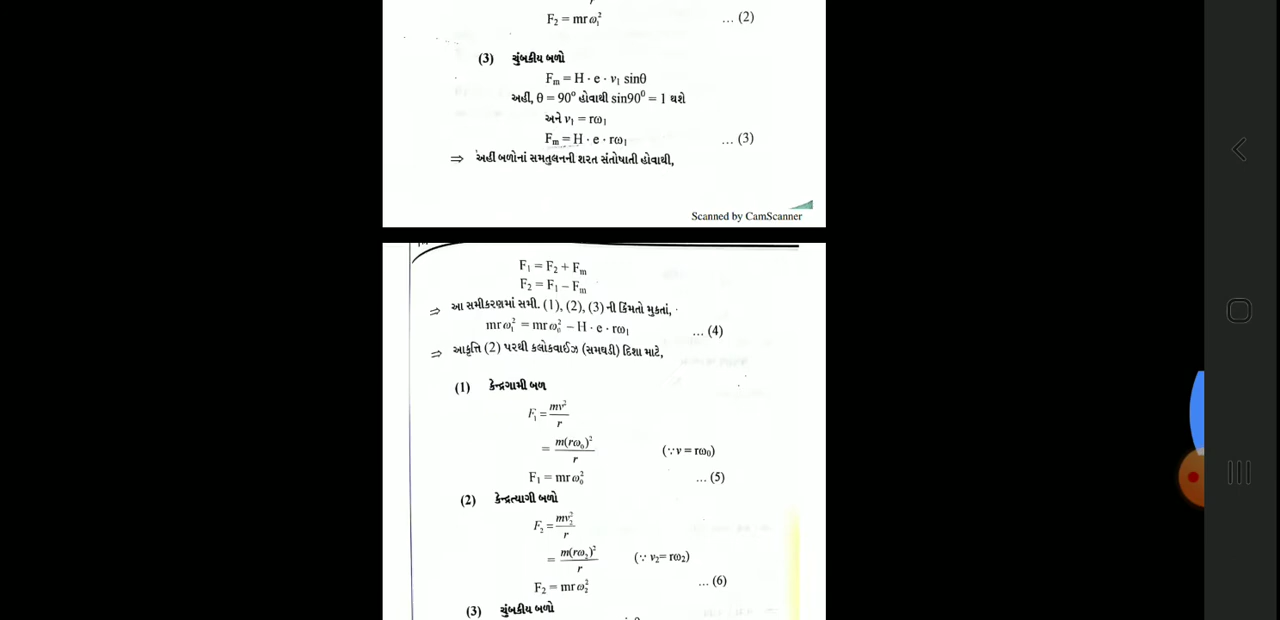 F₂ = mrω₁² ... (2)
(3) ચુંબકીય બળો
Fₘ = H · e · v₁ sinθ
અહીં, θ = 90° હોવાથી sin90⁰ = 1 થશે
અને v₁ = rω₁
Fₘ = H · e · rω₁ ... (3)
⇒ અહીં બળોનાં સમતુલનની શરત સંતોષાતી હોવાથી,
Scanned by CamScanner
F₁ = F₂ + Fₘ
F₂ = F₁ − Fₘ
⇒ આ સમીકરણમાં સમી. (1), (2), (3) ની કિંમતો મુકતાં,
mrω₁² = mrω₀² − H · e · rω₁ ... (4)
⇒ આકૃત્તિ (2) પરથી કલોકવાઈઝ (સમઘડી) દિશા માટે,
(1) કેન્દ્રગામી બળ
F₁ = mv²/r
= m(rω₀)²/r (∵ v = rω₀)
F₁ = mrω₀² ... (5)
(2) કેન્દ્રત્યાગી બળો
F₂ = mv₂²/r
= m(rω₂)²/r (∵ v₂= rω₂)
F₂ = mrω₂² ... (6)
(3) ચુંબકીય બળો